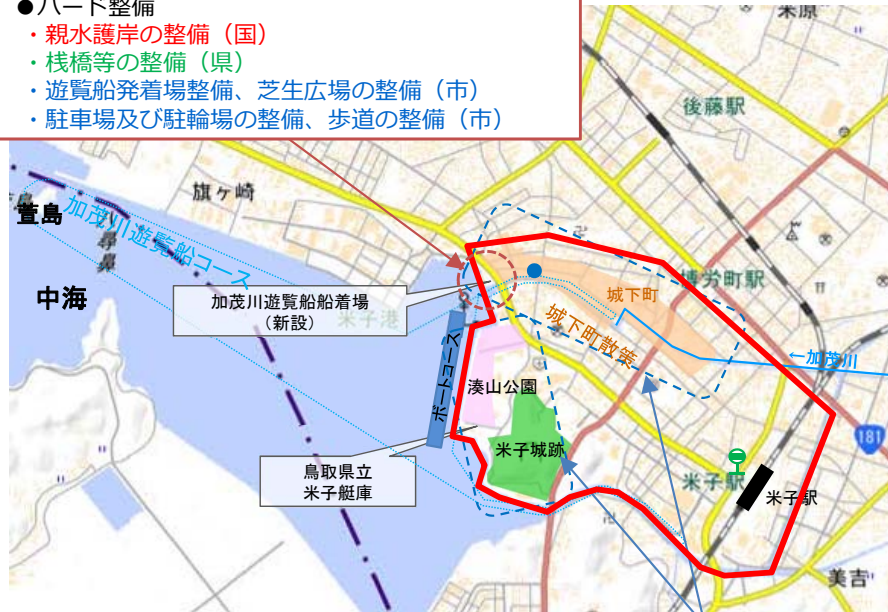 ●ハード整備
・親水護岸の整備（国）
・桟橋等の整備（県）
・遊覧船発着場整備、芝生広場の整備（市）
・駐車場及び駐輪場の整備、歩道の整備（市）
米原
後藤駅
旗ヶ崎
萱島
加茂川遊覧船コース
中海
加茂川遊覧船船着場
（新設）
米子港
博労町駅
城下町
城下町散策
←加茂川
ボートコース
湊山公園
米子城跡
鳥取県立
米子艇庫
181
米子駅
米子駅
美吉